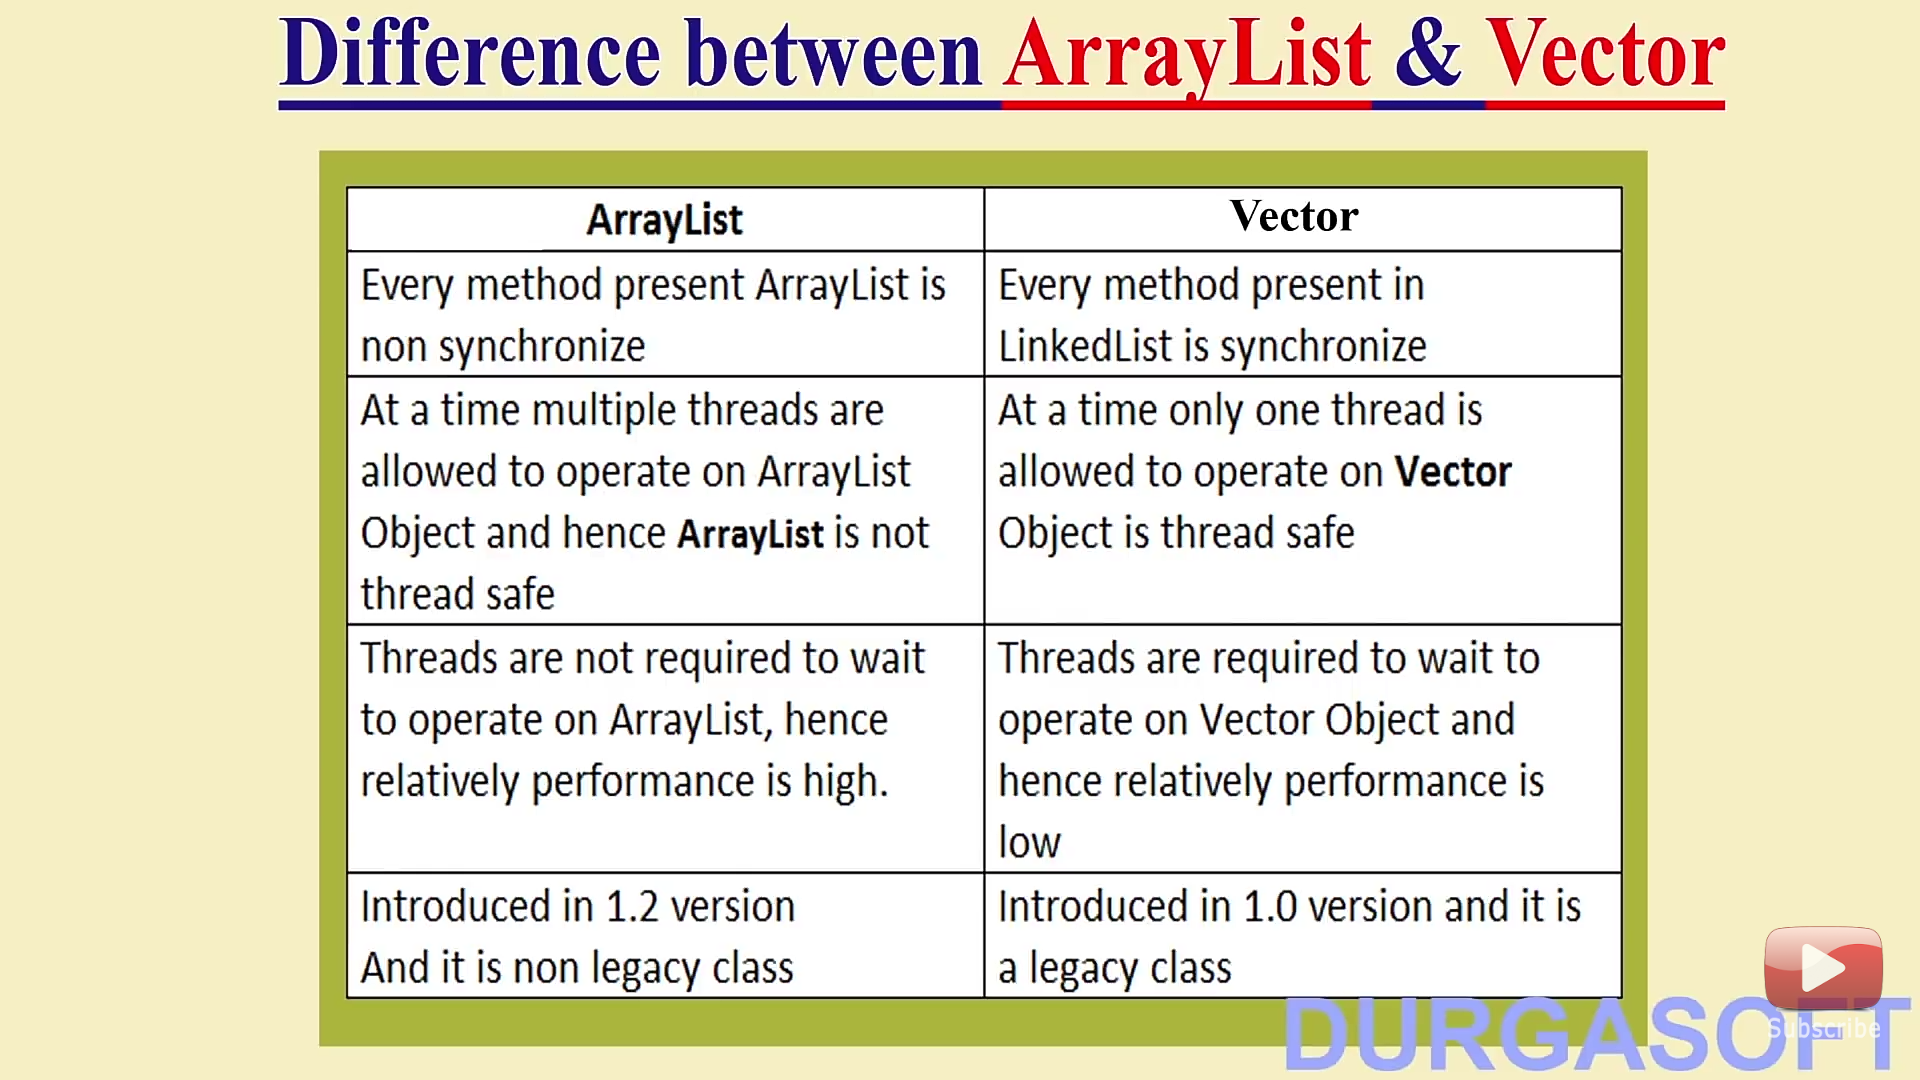 Difference between ArrayList & Vector
ArrayList
Vector
Every method present ArrayList is
non synchronize
Every method present in
LinkedList is synchronize
At a time multiple threads are
allowed to operate on ArrayList
Object and hence ArrayList is not
thread safe
At a time only one thread is
allowed to operate on Vector
Object is thread safe
Threads are not required to wait
to operate on ArrayList, hence
relatively performance is high.
Threads are required to wait to
operate on Vector Object and
hence relatively performance is
low
Introduced in 1.2 version
And it is non legacy class
Introduced in 1.0 version and it is
a legacy class
DURGASOFT
Subscribe